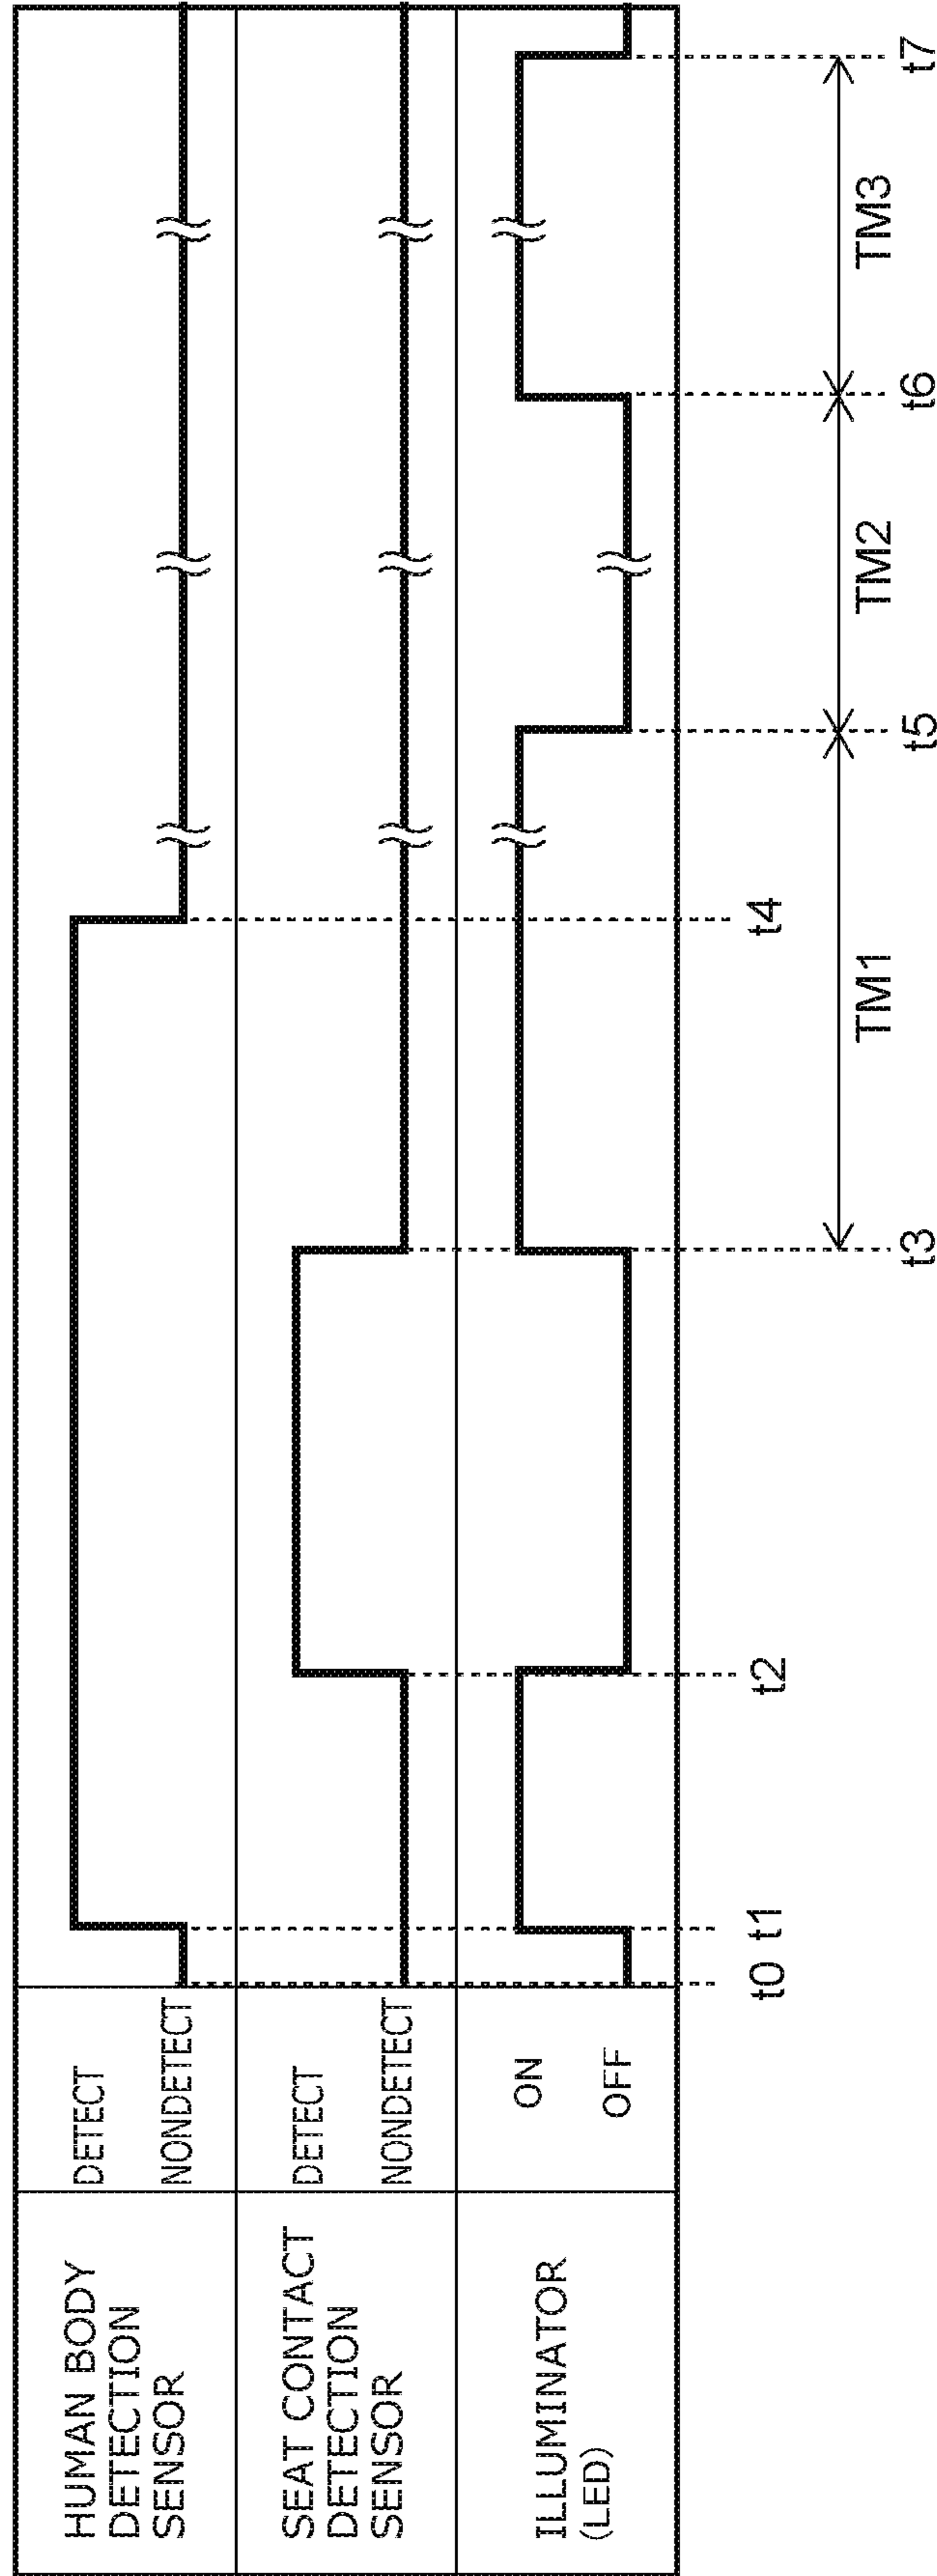 HUMAN BODY
DETECTION
SENSOR
DETECT
NONDETECT
SEAT CONTACT
DETECTION
SENSOR
DETECT
NONDETECT
ILLUMINATOR
(LED)
ON
OFF
t0 t1
t2
t3
t4
t5
t6
t7
TM1
TM2
TM3